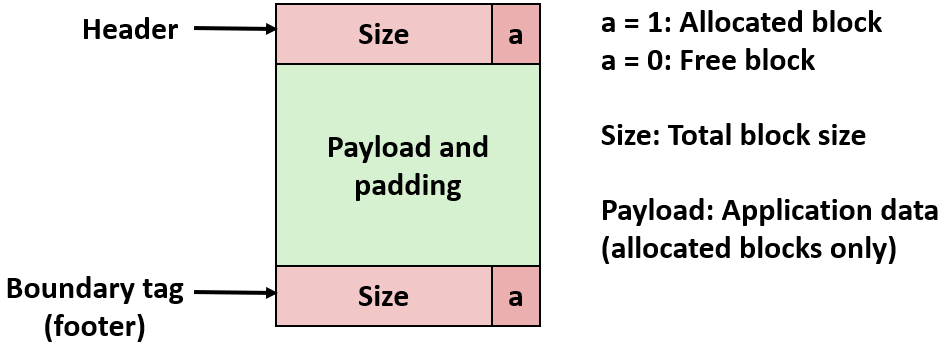 Header
Size
a
Payload and
padding
Boundary tag
(footer)
Size
a
a = 1: Allocated block
a = 0: Free block
Size: Total block size
Payload: Application data
(allocated blocks only)